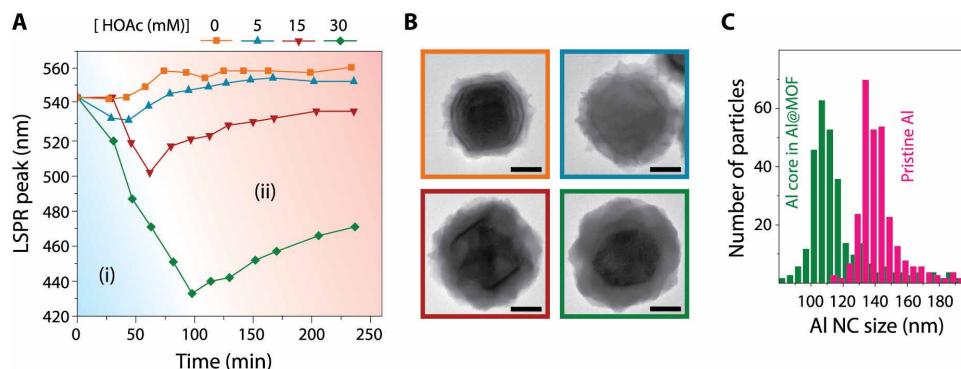 A
[ HOAc (mM)] 0 5 15 30
560
540
520
500
480
460
440
420
LSPR peak (nm)
(i)
(ii)
0 50 100 150 200 250
Time (min)
B
C
60
40
20
Number of particles
Al core in Al@MOF
Pristine Al
100 120 140 160 180
Al NC size (nm)